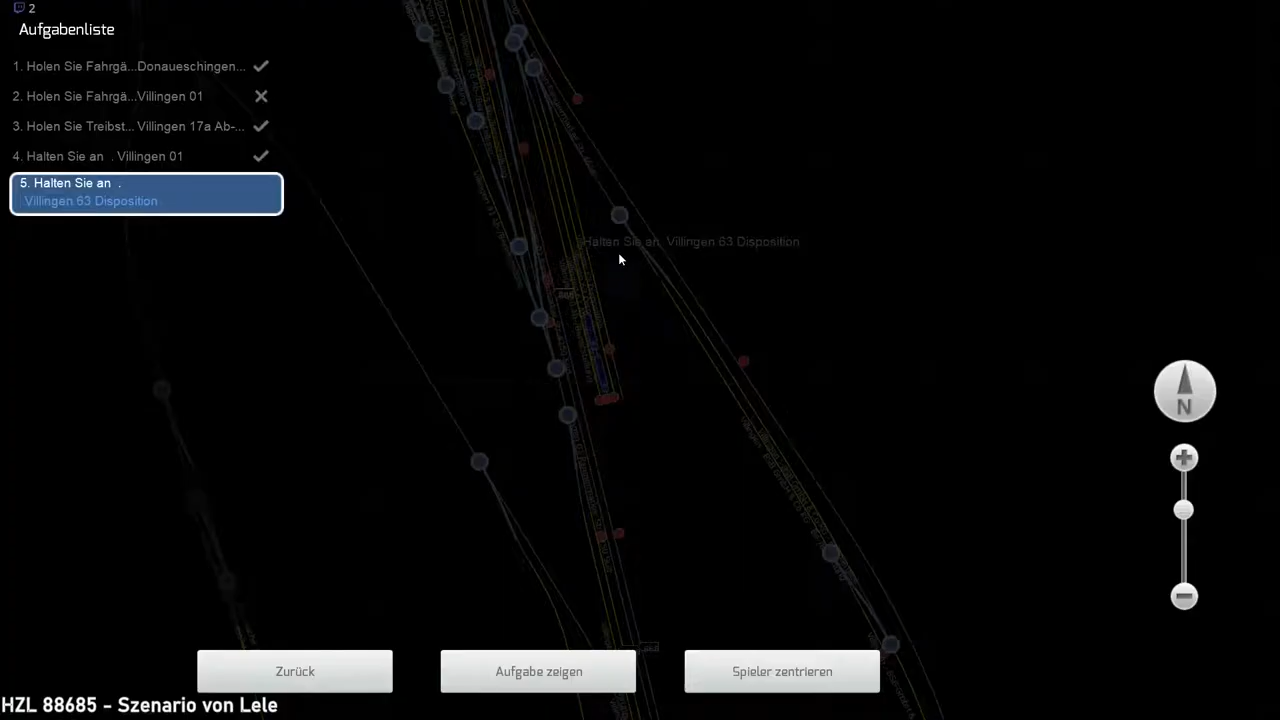 2
Aufgabenliste
1. Holen Sie Fahrgä...Donaueschingen...
2. Holen Sie Fahrgä...Villingen 01
3. Holen Sie Treibst... Villingen 17a Ab-...
4. Halten Sie an . Villingen 01
5. Halten Sie an .
Villingen 63 Disposition
Halten Sie an. Villingen 63 Disposition
N
Zurück
Aufgabe zeigen
Spieler zentrieren
HZL 88685 - Szenario von Lele